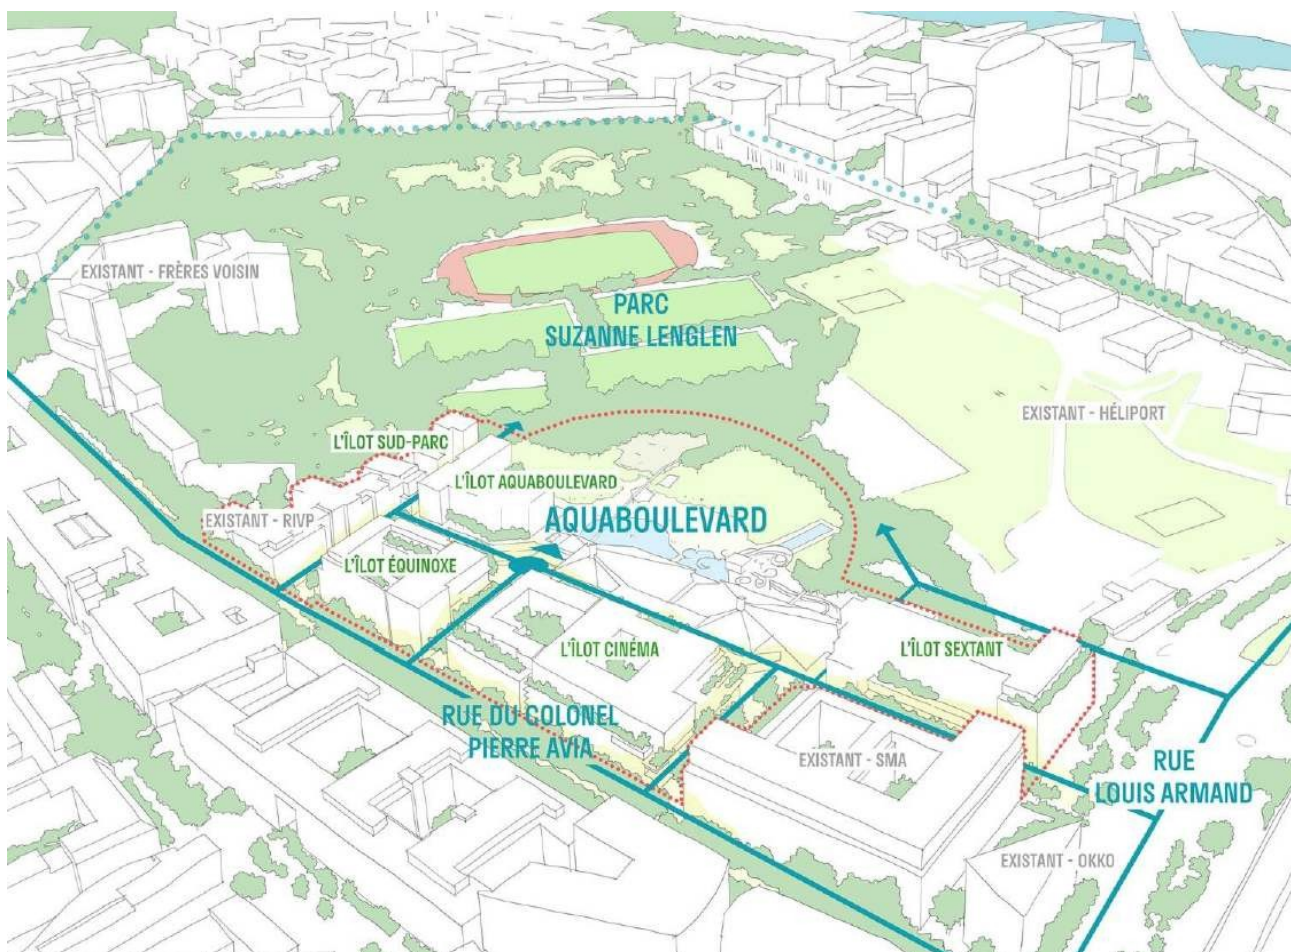 EXISTANT - FRÈRES VOISIN
PARC
SUZANNE LENGLEN
EXISTANT - HÉLIPORT
L'ÎLOT SUD-PARC
L'ÎLOT AQUABOULEVARD
EXISTANT - RIVP
AQUABOULEVARD
L'ÎLOT ÉQUINOXE
L'ÎLOT CINÉMA
L'ÎLOT SEXTANT
RUE DU COLONEL
PIERRE AVIA
EXISTANT - SMA
RUE
LOUIS ARMAND
EXISTANT - OKKO